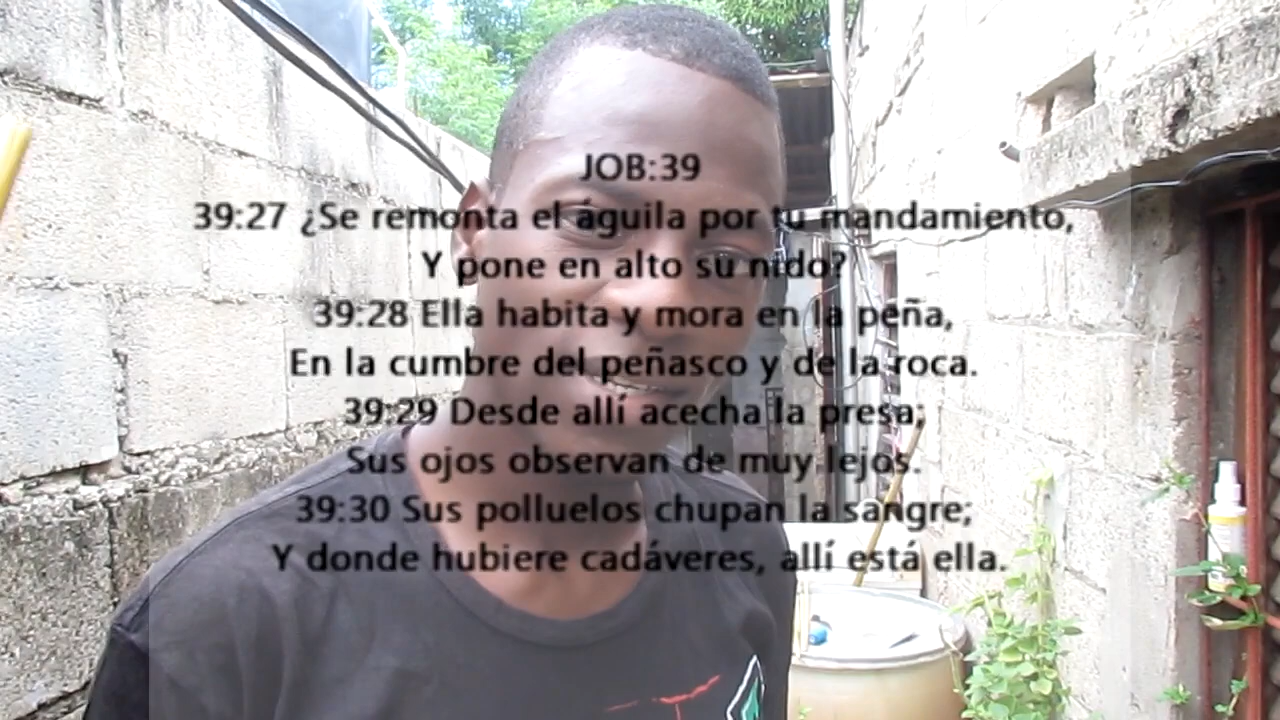 JOB:39
39:27 ¿Se remonta el águila por tu mandamiento,
Y pone en alto su nido?
39:28 Ella habita y mora en la peña,
En la cumbre del peñasco y de la roca.
39:29 Desde allí acecha la presa;
Sus ojos observan de muy lejos.
39:30 Sus polluelos chupan la sangre;
Y donde hubiere cadáveres, allí está ella.